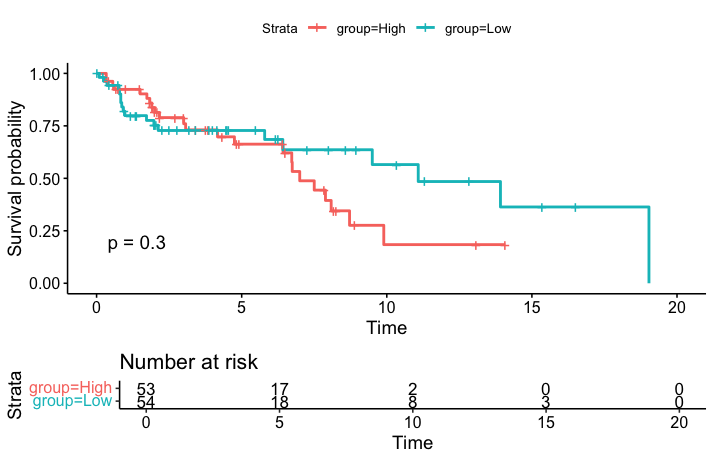 Strata group=High group=Low
Survival probability
1.00
0.75
0.50
0.25
0.00
p = 0.3
0 5 10 15 20
Time
Number at risk
Strata
group=High 53 17 2 0 0
group=Low 54 18 8 3 0
0 5 10 15 20
Time